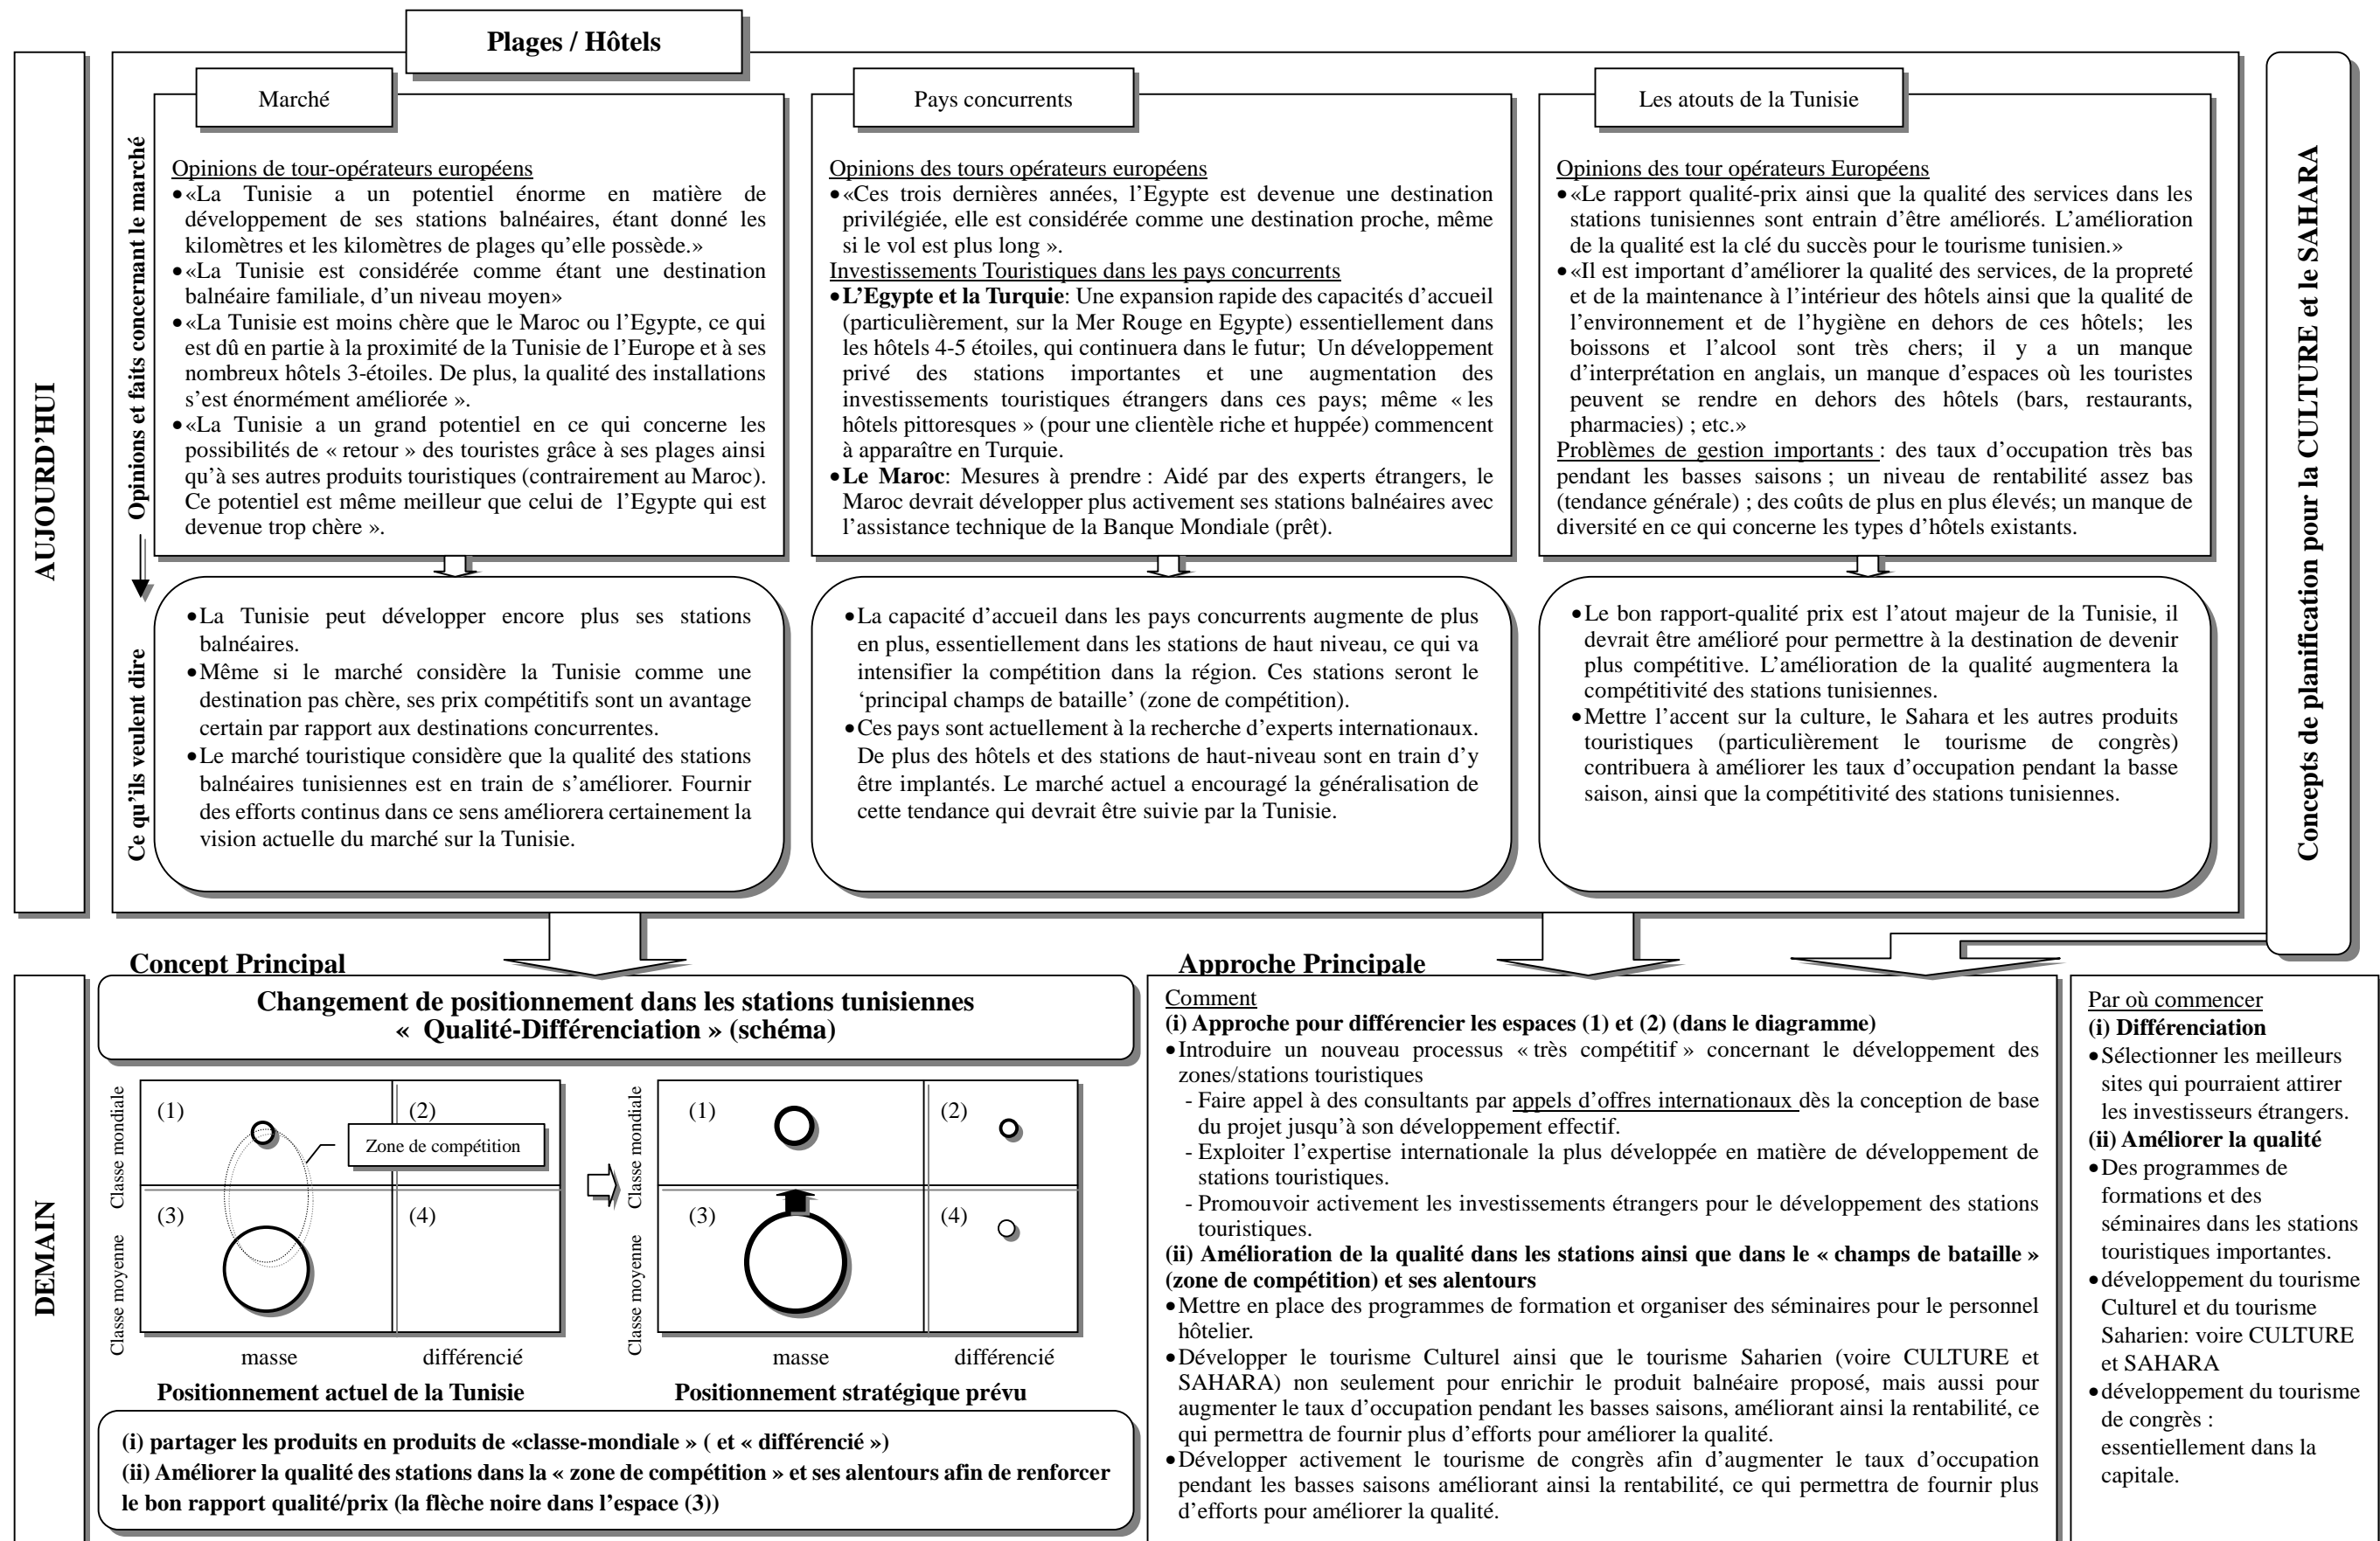 Plages / Hôtels
AUJOURD’HUI
Opinions et faits concernant le marché
Ce qu’ils veulent dire
Marché
Opinions de tour-opérateurs européens
•«La Tunisie a un potentiel énorme en matière de
développement de ses stations balnéaires, étant donné les
kilomètres et les kilomètres de plages qu’elle possède.»
•«La Tunisie est considérée comme étant une destination
balnéaire familiale, d’un niveau moyen»
•«La Tunisie est moins chère que le Maroc ou l’Egypte, ce qui
est dû en partie à la proximité de la Tunisie de l’Europe et à ses
nombreux hôtels 3-étoiles. De plus, la qualité des installations
s’est énormément améliorée ».
•«La Tunisie a un grand potentiel en ce qui concerne les
possibilités de « retour » des touristes grâce à ses plages ainsi
qu’à ses autres produits touristiques (contrairement au Maroc).
Ce potentiel est même meilleur que celui de l’Egypte qui est
devenue trop chère ».
•La Tunisie peut développer encore plus ses stations
balnéaires.
•Même si le marché considère la Tunisie comme une
destination pas chère, ses prix compétitifs sont un avantage
certain par rapport aux destinations concurrentes.
•Le marché touristique considère que la qualité des stations
balnéaires tunisiennes est en train de s’améliorer. Fournir
des efforts continus dans ce sens améliorera certainement la
vision actuelle du marché sur la Tunisie.
Pays concurrents
Opinions des tours opérateurs européens
•«Ces trois dernières années, l’Egypte est devenue une destination
privilégiée, elle est considérée comme une destination proche, même
si le vol est plus long ».
Investissements Touristiques dans les pays concurrents
•L’Egypte et la Turquie: Une expansion rapide des capacités d’accueil
(particulièrement, sur la Mer Rouge en Egypte) essentiellement dans
les hôtels 4-5 étoiles, qui continuera dans le futur; Un développement
privé des stations importantes et une augmentation des
investissements touristiques étrangers dans ces pays; même « les
hôtels pittoresques » (pour une clientèle riche et huppée) commencent
à apparaître en Turquie.
•Le Maroc: Mesures à prendre : Aidé par des experts étrangers, le
Maroc devrait développer plus activement ses stations balnéaires avec
l’assistance technique de la Banque Mondiale (prêt).
•La capacité d’accueil dans les pays concurrents augmente de plus
en plus, essentiellement dans les stations de haut niveau, ce qui va
intensifier la compétition dans la région. Ces stations seront le
‘principal champs de bataille’ (zone de compétition).
•Ces pays sont actuellement à la recherche d’experts internationaux.
De plus des hôtels et des stations de haut-niveau sont en train d’y
être implantés. Le marché actuel a encouragé la généralisation de
cette tendance qui devrait être suivie par la Tunisie.
Les atouts de la Tunisie
Opinions des tour opérateurs Européens
•«Le rapport qualité-prix ainsi que la qualité des services dans les
stations tunisiennes sont entrain d’être améliorés. L’amélioration
de la qualité est la clé du succès pour le tourisme tunisien.»
•«Il est important d’améliorer la qualité des services, de la propreté
et de la maintenance à l’intérieur des hôtels ainsi que la qualité de
l’environnement et de l’hygiène en dehors de ces hôtels; les
boissons et l’alcool sont très chers; il y a un manque
d’interprétation en anglais, un manque d’espaces où les touristes
peuvent se rendre en dehors des hôtels (bars, restaurants,
pharmacies) ; etc.»
Problèmes de gestion importants : des taux d’occupation très bas
pendant les basses saisons ; un niveau de rentabilité assez bas
(tendance générale) ; des coûts de plus en plus élevés; un manque de
diversité en ce qui concerne les types d’hôtels existants.
•Le bon rapport-qualité prix est l’atout majeur de la Tunisie, il
devrait être amélioré pour permettre à la destination de devenir
plus compétitive. L’amélioration de la qualité augmentera la
compétitivité des stations tunisiennes.
•Mettre l’accent sur la culture, le Sahara et les autres produits
touristiques (particulièrement le tourisme de congrès)
contribuera à améliorer les taux d’occupation pendant la basse
saison, ainsi que la compétitivité des stations tunisiennes.
Concepts de planification pour la CULTURE et le SAHARA
DEMAIN
Concept Principal
Changement de positionnement dans les stations tunisiennes
« Qualité-Différenciation » (schéma)
Classe mondiale
Classe moyenne
(1)
(2)
Zone de compétition
(3)
(4)
masse
différencié
Positionnement actuel de la Tunisie
Classe mondiale
Classe moyenne
(1)
(2)
(3)
(4)
masse
différencié
Positionnement stratégique prévu
(i) partager les produits en produits de «classe-mondiale » ( et « différencié »)
(ii) Améliorer la qualité des stations dans la « zone de compétition » et ses alentours afin de renforcer
le bon rapport qualité/prix (la flèche noire dans l’espace (3))
Approche Principale
Comment
(i) Approche pour différencier les espaces (1) et (2) (dans le diagramme)
•Introduire un nouveau processus « très compétitif » concernant le développement des
zones/stations touristiques
- Faire appel à des consultants par appels d’offres internationaux dès la conception de base
du projet jusqu’à son développement effectif.
- Exploiter l’expertise internationale la plus développée en matière de développement de
stations touristiques.
- Promouvoir activement les investissements étrangers pour le développement des stations
touristiques.
(ii) Amélioration de la qualité dans les stations ainsi que dans le « champs de bataille »
(zone de compétition) et ses alentours
•Mettre en place des programmes de formation et organiser des séminaires pour le personnel
hôtelier.
•Développer le tourisme Culturel ainsi que le tourisme Saharien (voire CULTURE et
SAHARA) non seulement pour enrichir le produit balnéaire proposé, mais aussi pour
augmenter le taux d’occupation pendant les basses saisons, améliorant ainsi la rentabilité, ce
qui permettra de fournir plus d’efforts pour améliorer la qualité.
•Développer activement le tourisme de congrès afin d’augmenter le taux d’occupation
pendant les basses saisons améliorant ainsi la rentabilité, ce qui permettra de fournir plus
d’efforts pour améliorer la qualité.
Par où commencer
(i) Différenciation
•Sélectionner les meilleurs
sites qui pourraient attirer
les investisseurs étrangers.
(ii) Améliorer la qualité
•Des programmes de
formations et des
séminaires dans les stations
touristiques importantes.
•développement du tourisme
Culturel et du tourisme
Saharien: voire CULTURE
et SAHARA
•développement du tourisme
de congrès :
essentiellement dans la
capitale.